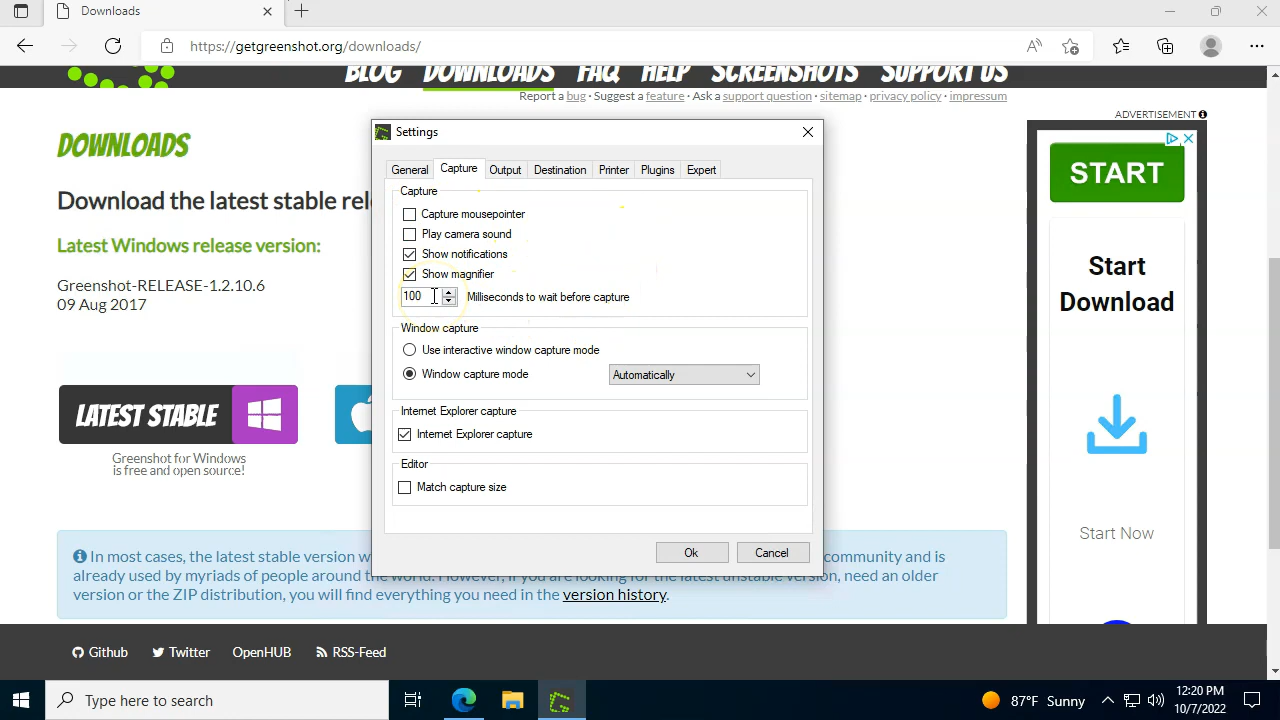 Downloads
https://getgreenshot.org/downloads/
BLOG DOWNLOADS FAQ HELP SCREENSHOTS SUPPORT US
Report a bug · Suggest a feature · Ask a support question · sitemap · privacy policy · impressum
ADVERTISEMENT
DOWNLOADS
Download the latest stable rel
Latest Windows release version:
Greenshot-RELEASE-1.2.10.6
09 Aug 2017
LATEST STABLE
Greenshot for Windows
is free and open source!
Settings
General Capture Output Destination Printer Plugins Expert
Capture
Capture mousepointer
Play camera sound
Show notifications
Show magnifier
100 Milliseconds to wait before capture
Window capture
Use interactive window capture mode
Window capture mode Automatically
Internet Explorer capture
Internet Explorer capture
Editor
Match capture size
Ok Cancel
START
Start
Download
Start Now
In most cases, the latest stable version w community and is
already used by myriads of people around the world. However, if you are looking for the latest unstable version, need an older
version or the ZIP distribution, you will find everything you need in the version history.
Github Twitter OpenHUB RSS-Feed
Type here to search
87°F Sunny
12:20 PM
10/7/2022